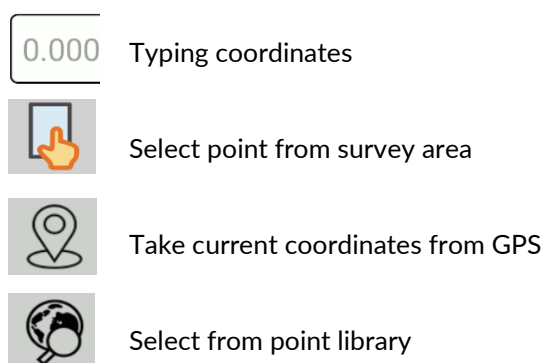 0.000 Typing coordinates
Select point from survey area
Take current coordinates from GPS
Select from point library